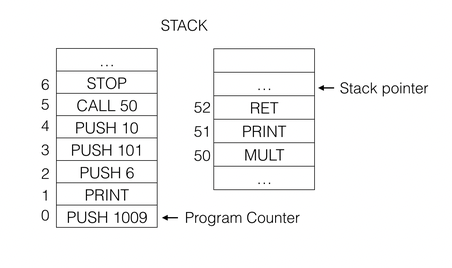 STACK
...
6 STOP
5 CALL 50
4 PUSH 10
3 PUSH 101
2 PUSH 6
1 PRINT
0 PUSH 1009 ← Program Counter
... ← Stack pointer
52 RET
51 PRINT
50 MULT
...